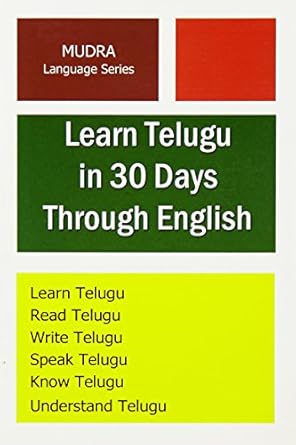 MUDRA
Language Series
Learn Telugu
in 30 Days
Through English
Learn Telugu
Read Telugu
Write Telugu
Speak Telugu
Know Telugu
Understand Telugu